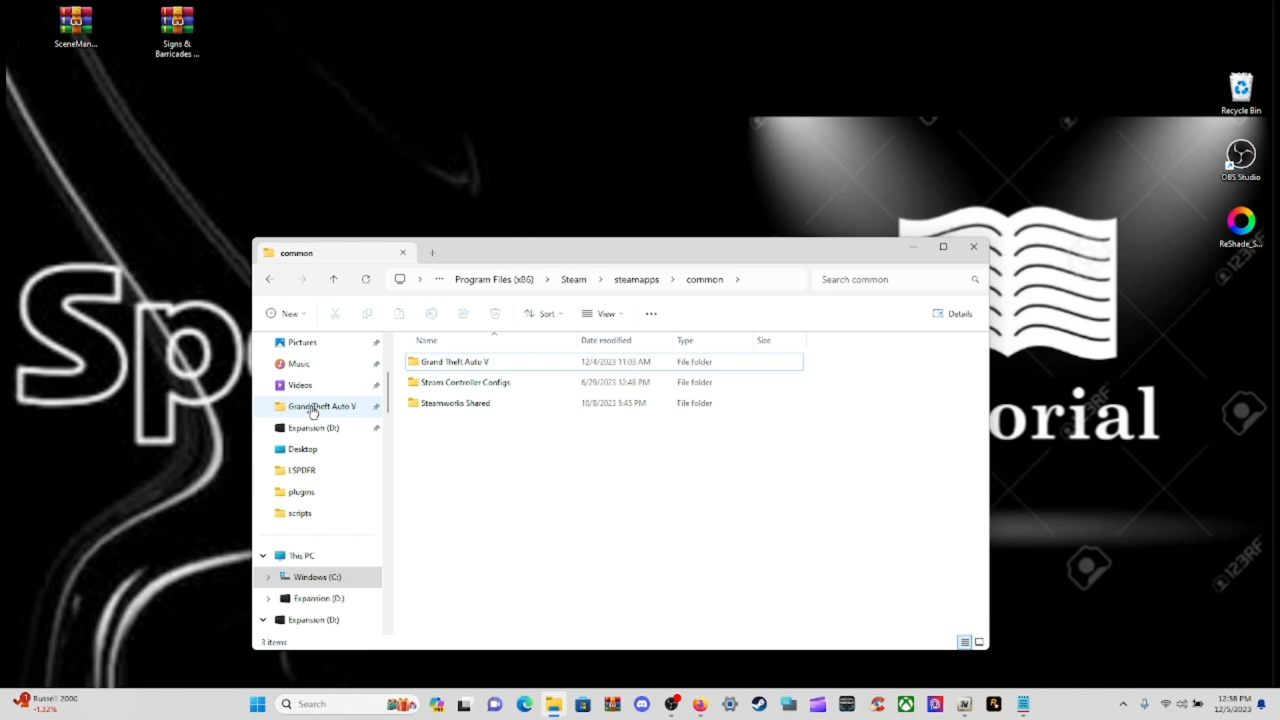 SceneMan...
Signs &
Barricades ...
Recycle Bin
OBS Studio
ReShade_S...
Sp
orial
123RF
common
Program Files (x86) > Steam > steamapps > common >
Search common
New
Sort
View
Details
Name
Date modified
Type
Size
Pictures
Music
Videos
Grand Theft Auto V
Expansion (D:)
Desktop
LSPDFR
plugins
scripts
This PC
Windows (C:)
Expansion (D:)
Expansion (D:)
Grand Theft Auto V 12/4/2023 11:03 AM File folder
Steam Controller Configs 6/29/2023 12:48 PM File folder
Steamworks Shared 10/8/2023 5:45 PM File folder
3 items
Russell 2000
-1.22%
Search
12:58 PM
12/5/2023